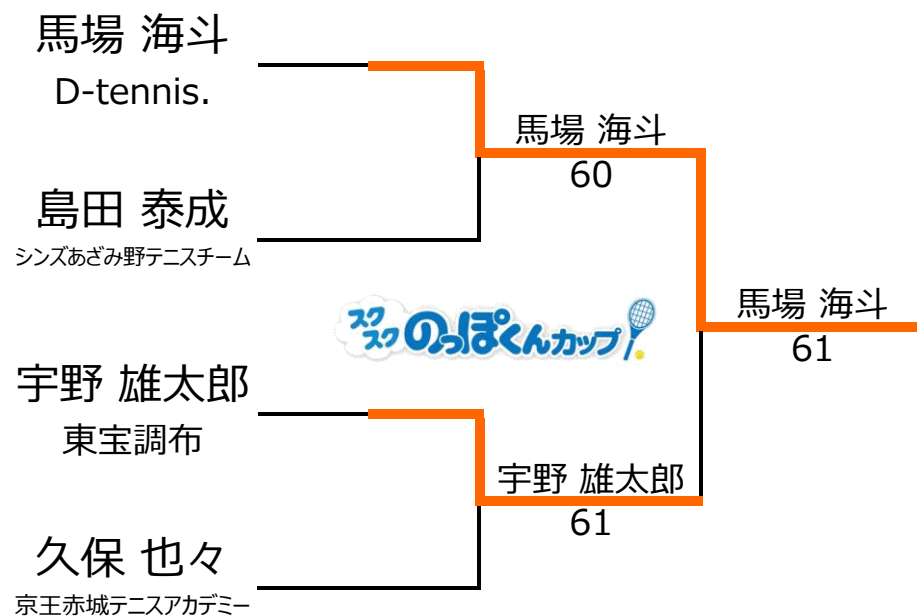 馬場 海斗
D-tennis.
馬場 海斗
60
島田 泰成
シンズあざみ野テニスチーム
スクスク のっぽくんカップ
馬場 海斗
61
宇野 雄太郎
東宝調布
宇野 雄太郎
61
久保 也々
京王赤城テニスアカデミー